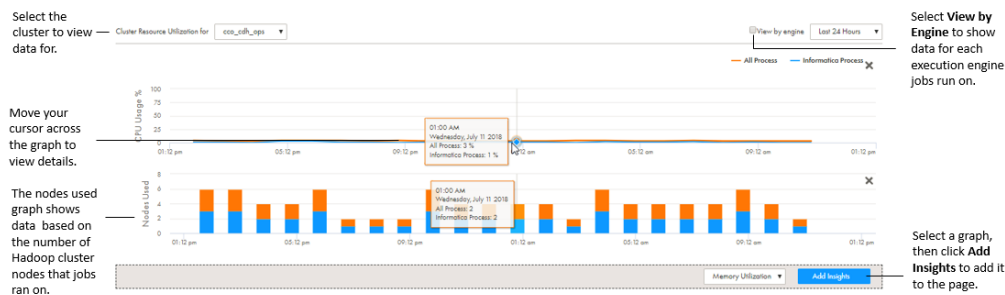 Select the
cluster to view
data for.
Cluster Resource Utilization for
cco_cdh_ops
View by engine
Last 24 Hours
Select View by
Engine to show
data for each
execution engine
jobs run on.
All Process
Informatica Process
Move your
cursor across
the graph to
view details.
CPU Usage %
100
75
50
25
0
01:12 pm
05:12 pm
09:12 pm
01:12 am
05:12 am
09:12 am
01:12 pm
01:00 AM
Wednesday, July 11 2018
All Process: 3 %
Informatica Process: 1 %
The nodes used
graph shows
data based on
the number of
Hadoop cluster
nodes that jobs
ran on.
Nodes Used
8
6
4
2
0
01:12 pm
05:12 pm
09:12 pm
01:12 am
05:12 am
09:12 am
01:12 pm
01:00 AM
Wednesday, July 11 2018
All Process: 2
Informatica Process: 2
Memory Utilization
Add Insights
Select a graph,
then click Add
Insights to add it
to the page.